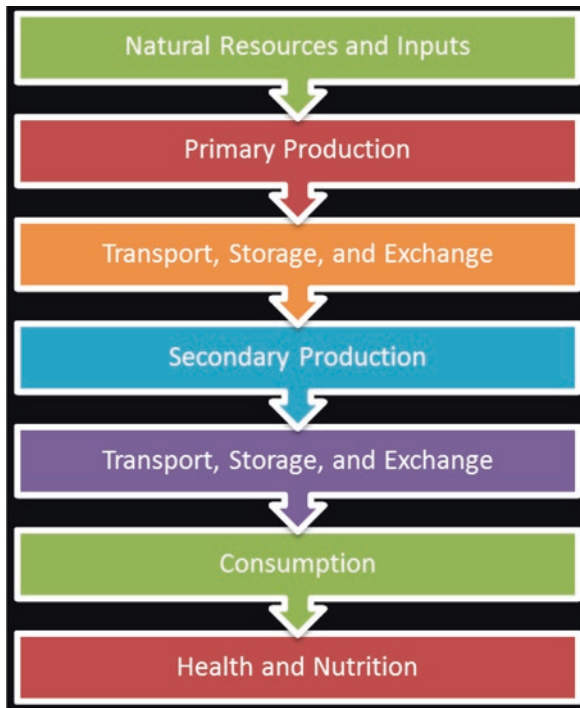 Natural Resources and Inputs
Primary Production
Transport, Storage, and Exchange
Secondary Production
Transport, Storage, and Exchange
Consumption
Health and Nutrition